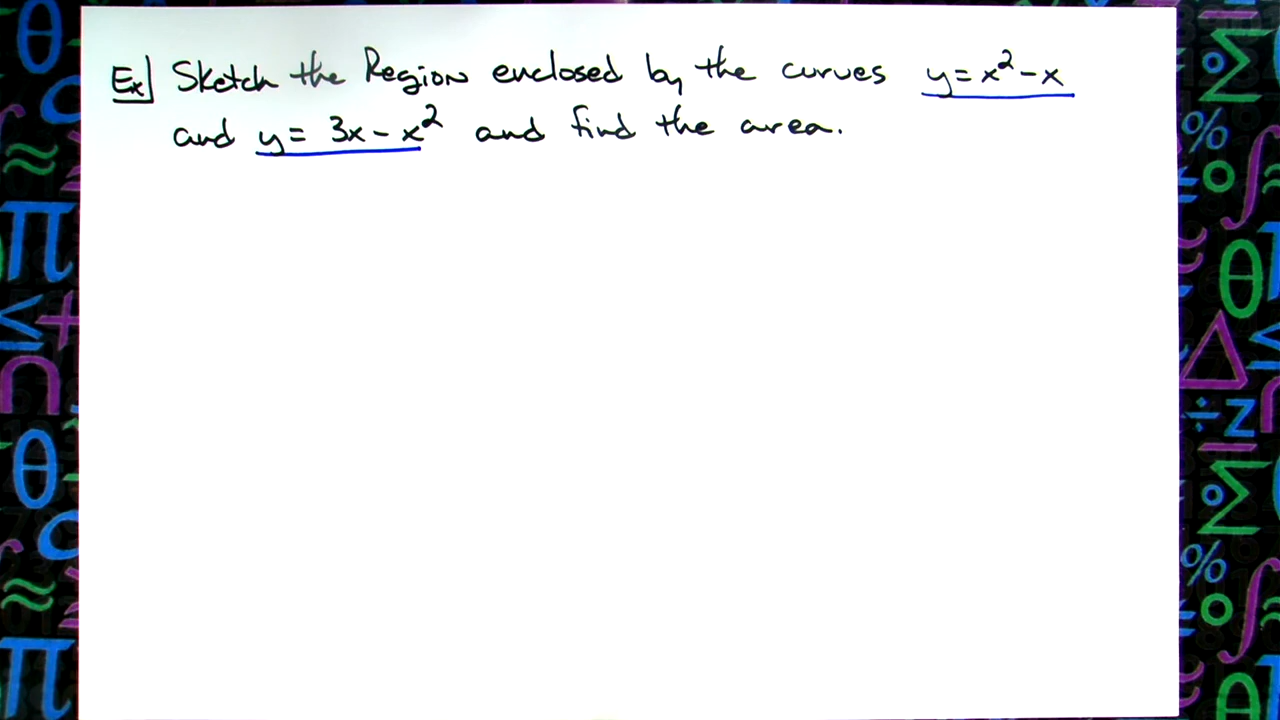 Ex] Sketch the Region enclosed by the curves y = x² - x
and y = 3x - x² and find the area.